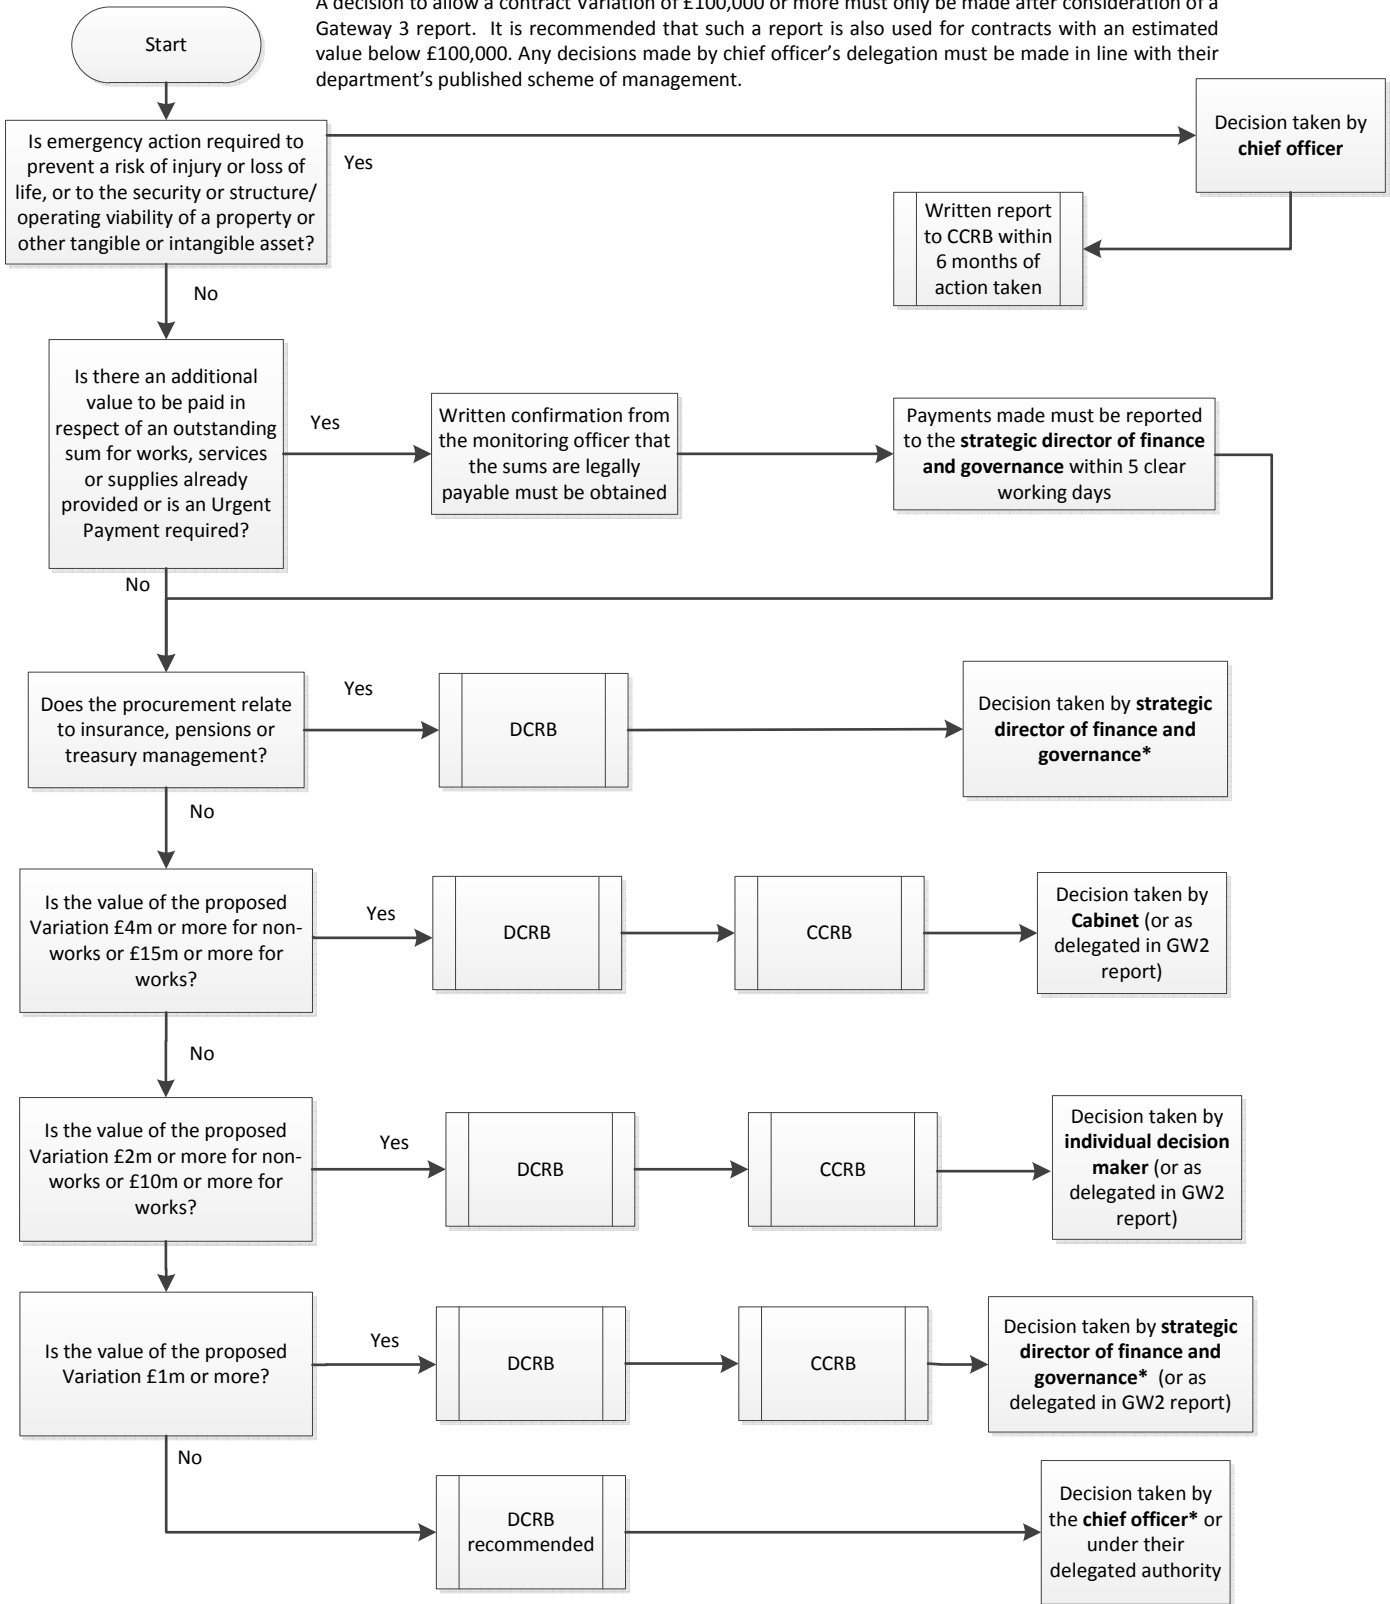 A decision to allow a contract Variation of £100,000 or more must only be made after consideration of a
Gateway 3 report. It is recommended that such a report is also used for contracts with an estimated
value below £100,000. Any decisions made by chief officer’s delegation must be made in line with their
department’s published scheme of management.
Start
Is emergency action required to
prevent a risk of injury or loss of
life, or to the security or structure/
operating viability of a property or
other tangible or intangible asset?
Yes
Decision taken by
chief officer
Written report
to CCRB within
6 months of
action taken
No
Is there an additional
value to be paid in
respect of an outstanding
sum for works, services
or supplies already
provided or is an Urgent
Payment required?
Yes
Written confirmation from
the monitoring officer that
the sums are legally
payable must be obtained
Payments made must be reported
to the strategic director of finance
and governance within 5 clear
working days
No
Does the procurement relate
to insurance, pensions or
treasury management?
Yes
DCRB
Decision taken by strategic
director of finance and
governance*
No
Is the value of the proposed
Variation £4m or more for non-
works or £15m or more for
works?
Yes
DCRB
CCRB
Decision taken by
Cabinet (or as
delegated in GW2
report)
No
Is the value of the proposed
Variation £2m or more for non-
works or £10m or more for
works?
Yes
DCRB
CCRB
Decision taken by
individual decision
maker (or as
delegated in GW2
report)
Is the value of the proposed
Variation £1m or more?
Yes
DCRB
CCRB
Decision taken by strategic
director of finance and
governance* (or as
delegated in GW2 report)
No
DCRB
recommended
Decision taken by
the chief officer* or
under their
delegated authority